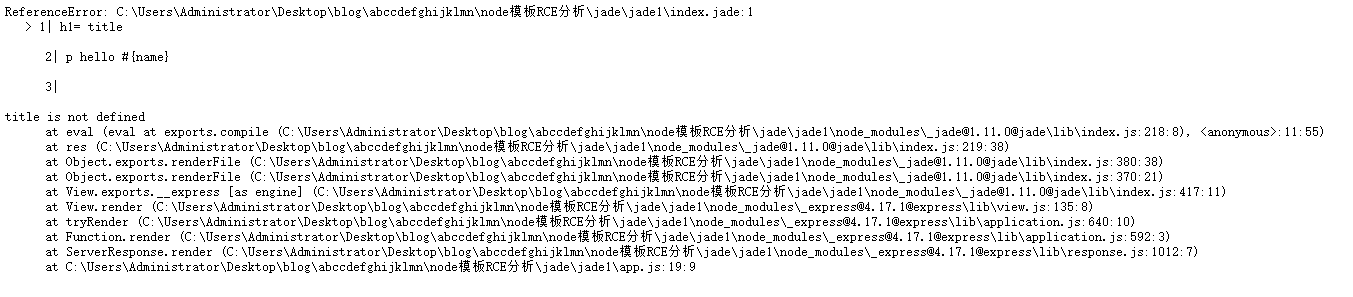 ReferenceError: C:\Users\Administrator\Desktop\blog\abccdefghijklmn\node模板RCE分析\jade\jade1\index.jade:1
> 1| h1= title
2| p hello #{name}
3|
title is not defined
at eval (eval at exports.compile (C:\Users\Administrator\Desktop\blog\abccdefghijklmn\node模板RCE分析\jade\jade1\node_modules\_jade@1.11.0@jade\lib\index.js:218:8), <anonymous>:11:55)
at res (C:\Users\Administrator\Desktop\blog\abccdefghijklmn\node模板RCE分析\jade\jade1\node_modules\_jade@1.11.0@jade\lib\index.js:219:38)
at Object.exports.renderFile (C:\Users\Administrator\Desktop\blog\abccdefghijklmn\node模板RCE分析\jade\jade1\node_modules\_jade@1.11.0@jade\lib\index.js:380:38)
at Object.exports.renderFile (C:\Users\Administrator\Desktop\blog\abccdefghijklmn\node模板RCE分析\jade\jade1\node_modules\_jade@1.11.0@jade\lib\index.js:370:21)
at View.exports.__express [as engine] (C:\Users\Administrator\Desktop\blog\abccdefghijklmn\node模板RCE分析\jade\jade1\node_modules\_jade@1.11.0@jade\lib\index.js:417:11)
at View.render (C:\Users\Administrator\Desktop\blog\abccdefghijklmn\node模板RCE分析\jade\jade1\node_modules\_express@4.17.1@express\lib\view.js:135:8)
at tryRender (C:\Users\Administrator\Desktop\blog\abccdefghijklmn\node模板RCE分析\jade\jade1\node_modules\_express@4.17.1@express\lib\application.js:640:10)
at Function.render (C:\Users\Administrator\Desktop\blog\abccdefghijklmn\node模板RCE分析\jade\jade1\node_modules\_express@4.17.1@express\lib\application.js:592:3)
at ServerResponse.render (C:\Users\Administrator\Desktop\blog\abccdefghijklmn\node模板RCE分析\jade\jade1\node_modules\_express@4.17.1@express\lib\response.js:1012:7)
at C:\Users\Administrator\Desktop\blog\abccdefghijklmn\node模板RCE分析\jade\jade1\app.js:19:9